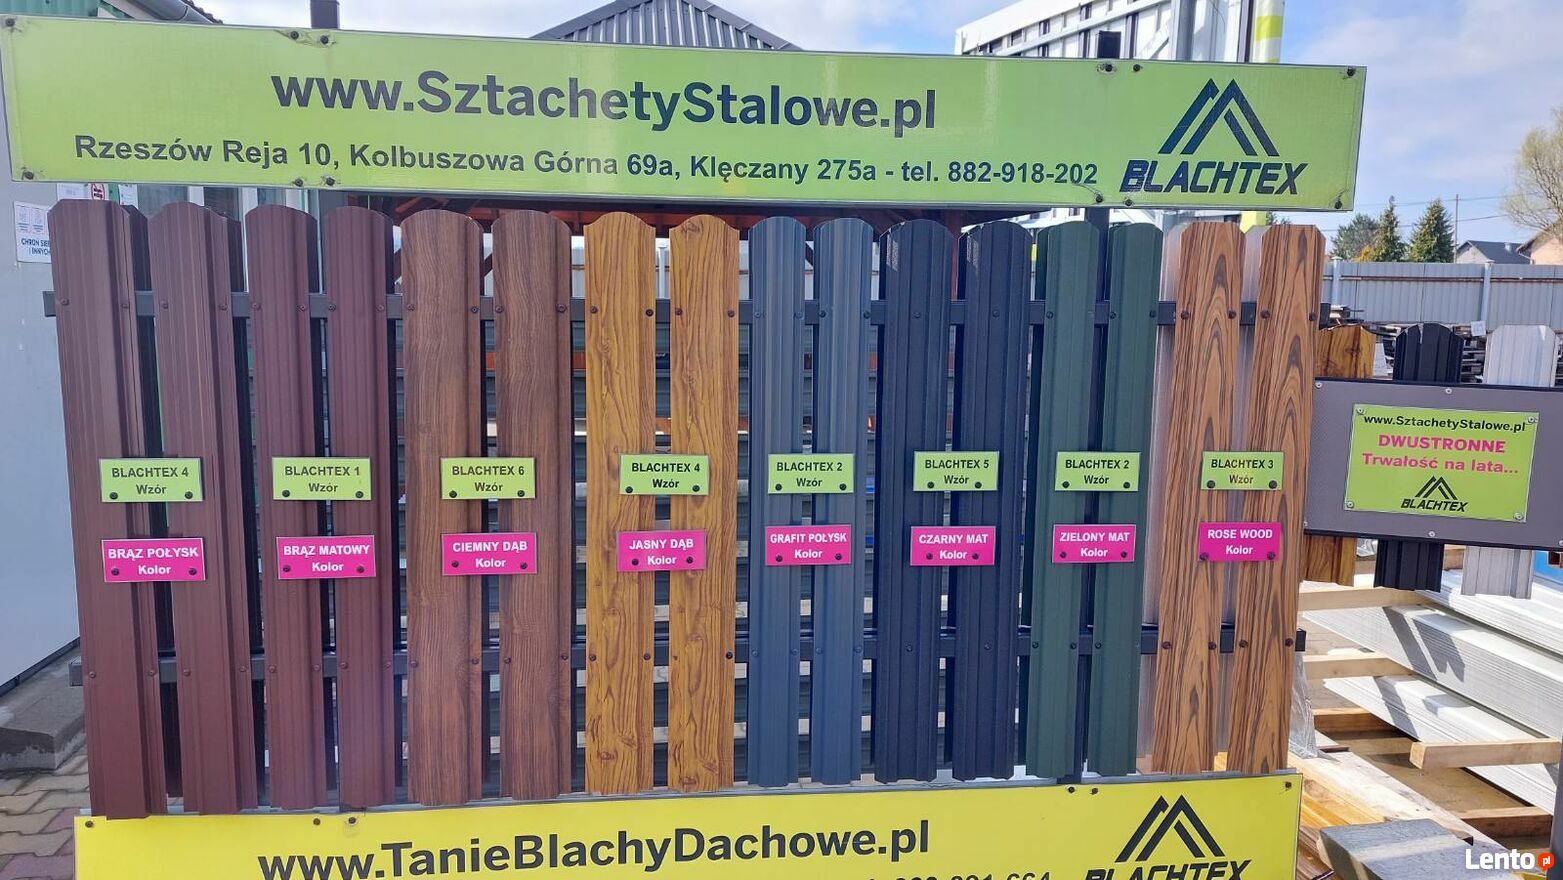 www.SztachetyStalowe.pl
Rzeszów Reja 10, Kolbuszowa Górna 69a, Klęczany 275a - tel. 882-918-202
BLACHTEX
BLACHTEX 4
Wzór
BRĄZ POŁYSK
Kolor
BLACHTEX 1
Wzór
BRĄZ MATOWY
Kolor
BLACHTEX 6
Wzór
CIEMNY DĄB
Kolor
BLACHTEX 4
Wzór
JASNY DĄB
Kolor
BLACHTEX 2
Wzór
GRAFIT POŁYSK
Kolor
BLACHTEX 5
Wzór
CZARNY MAT
Kolor
BLACHTEX 2
Wzór
ZIELONY MAT
Kolor
BLACHTEX 3
Wzór
ROSE WOOD
Kolor
www.SztachetyStalowe.pl
DWUSTRONNE
Trwałość na lata...
BLACHTEX
www.TanieBlachyDachowe.pl
BLACHTEX
Lento.pl